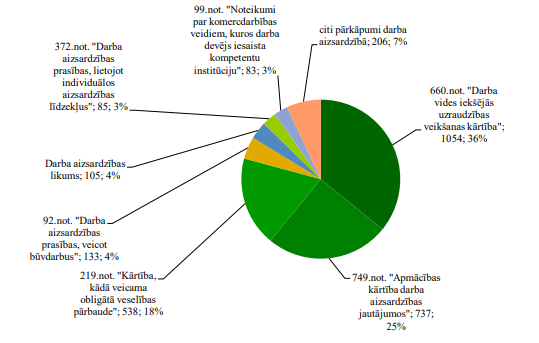 99.not. "Noteikumi
par komercdarbības
veidiem, kuros darba
devējs iesaista
kompetentu
institūciju"; 83; 3%
citi pārkāpumi darba
aizsardzībā; 206; 7%
372.not. "Darba
aizsardzības
prasības, lietojot
individuālos
aizsardzības
līdzekļus"; 85; 3%
660.not. "Darba
vides iekšējās
uzraudzības
veikšanas kārtība";
1054; 36%
Darba aizsardzības
likums; 105; 4%
92.not. "Darba
aizsardzības
prasības, veicot
būvdarbus"; 133; 4%
219.not. "Kārtība,
kādā veicama
obligātā veselības
pārbaude"; 538; 18%
749.not. "Apmācības
kārtība darba
aizsardzības
jautājumos"; 737;
25%